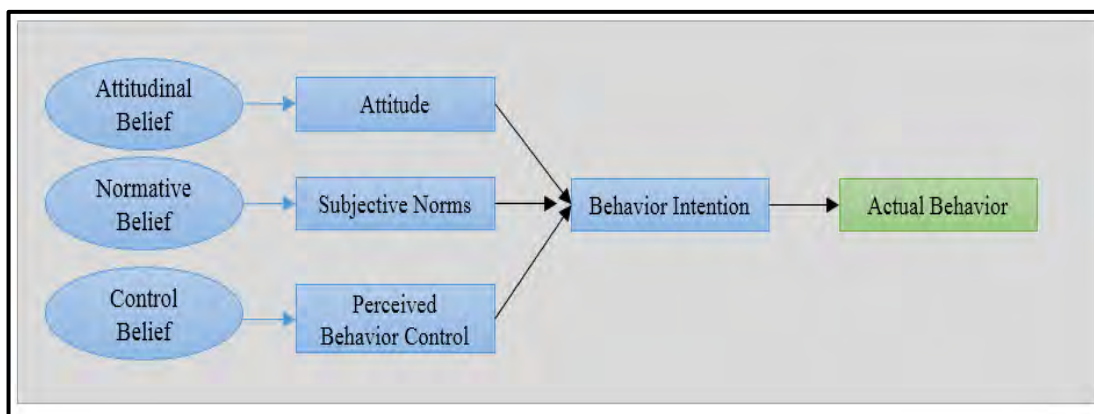 Attitudinal
Belief
Attitude
Normative
Belief
Subjective Norms
Behavior Intention
Actual Behavior
Control
Belief
Perceived
Behavior Control